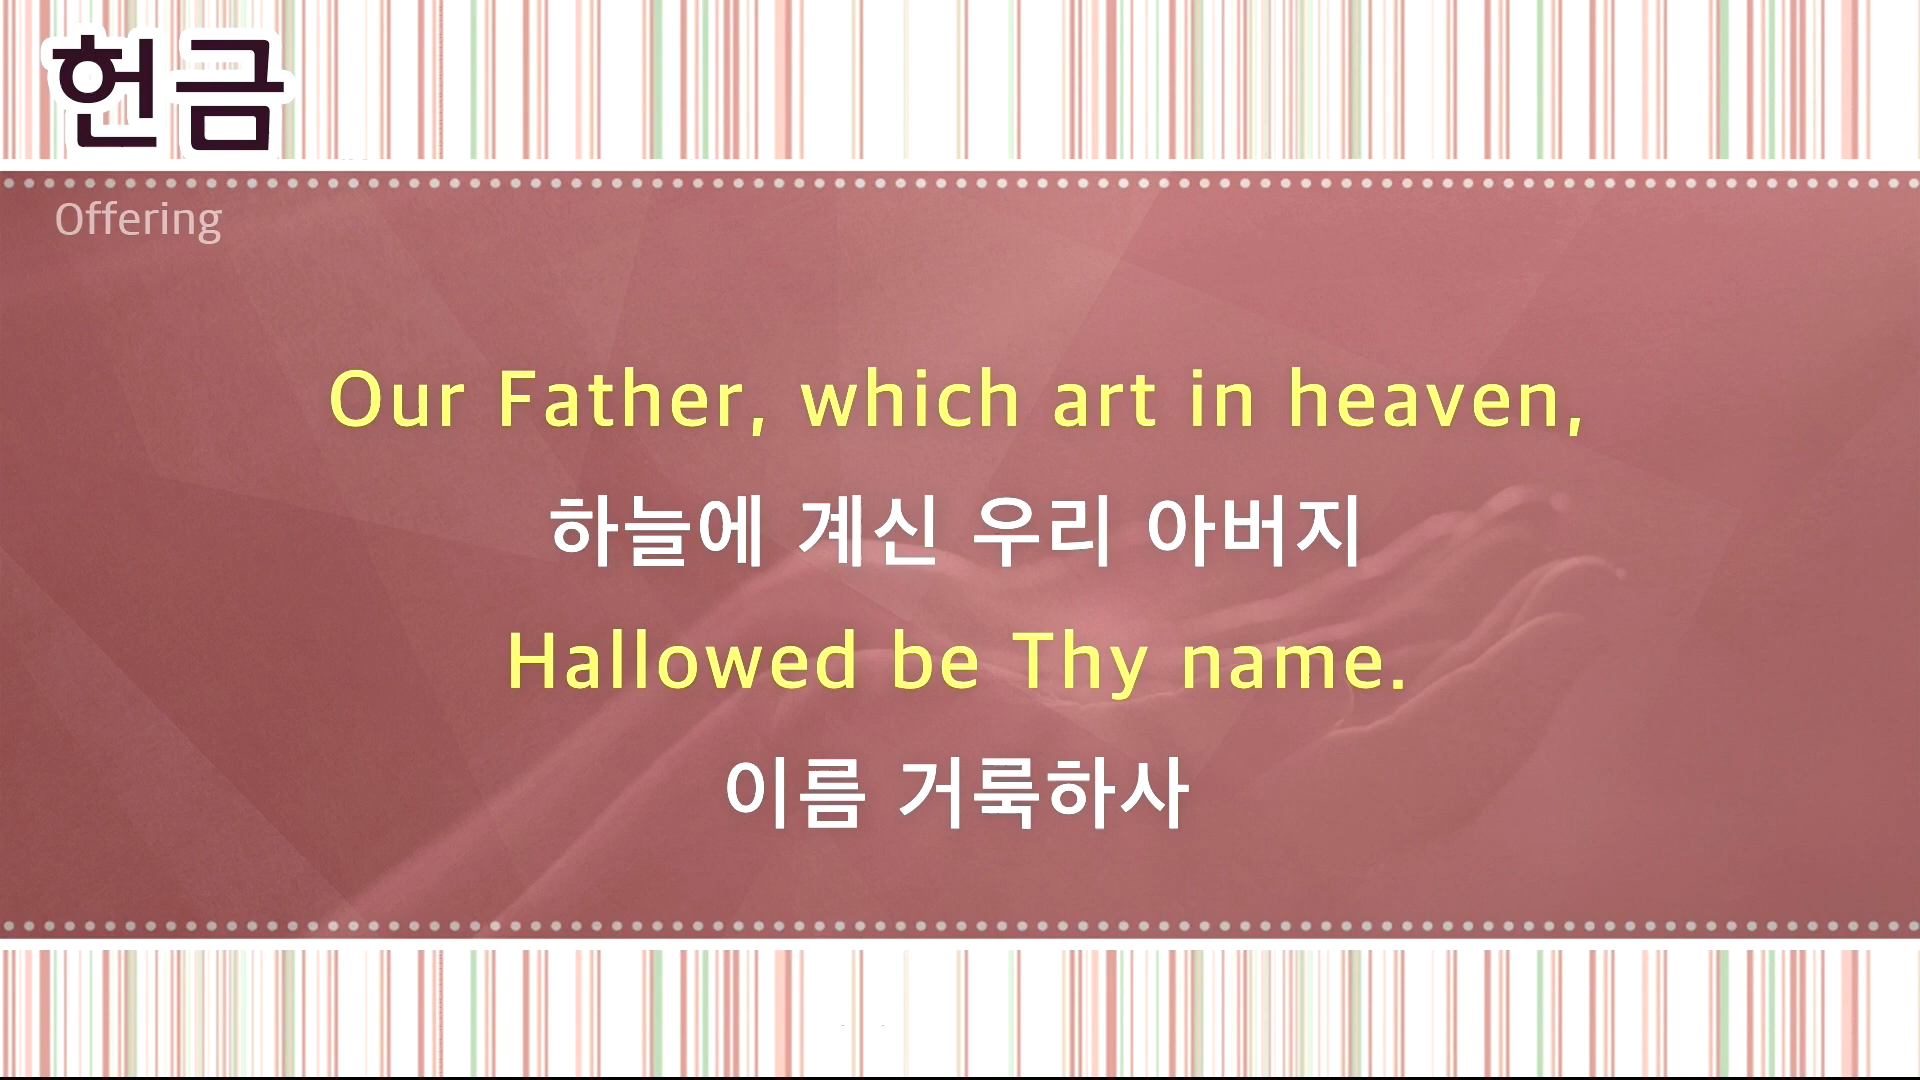 헌금
Offering
Our Father, which art in heaven,
하늘에 계신 우리 아버지
Hallowed be Thy name.
이름 거룩하사